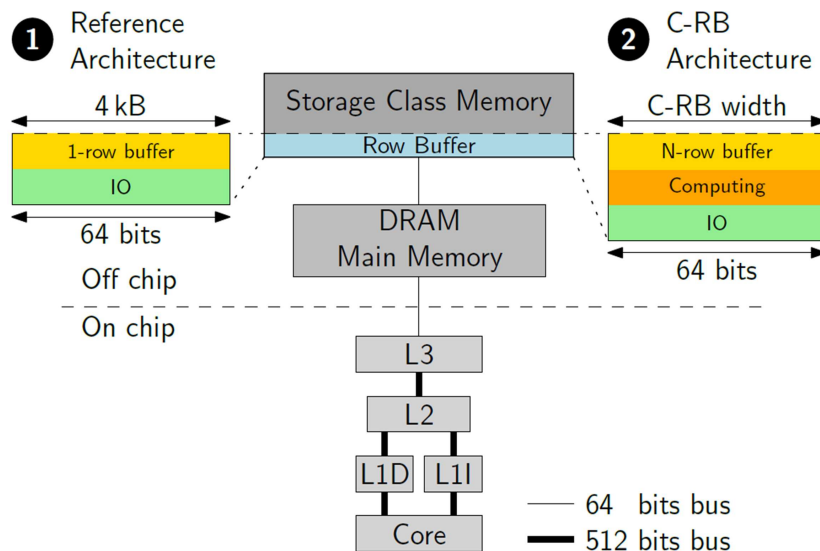 1 Reference
Architecture
4 kB
1-row buffer
IO
64 bits
Storage Class Memory
Row Buffer
2 C-RB
Architecture
C-RB width
N-row buffer
Computing
IO
64 bits
DRAM
Main Memory
Off chip
On chip
L3
L2
L1D
L1I
Core
64 bits bus
512 bits bus